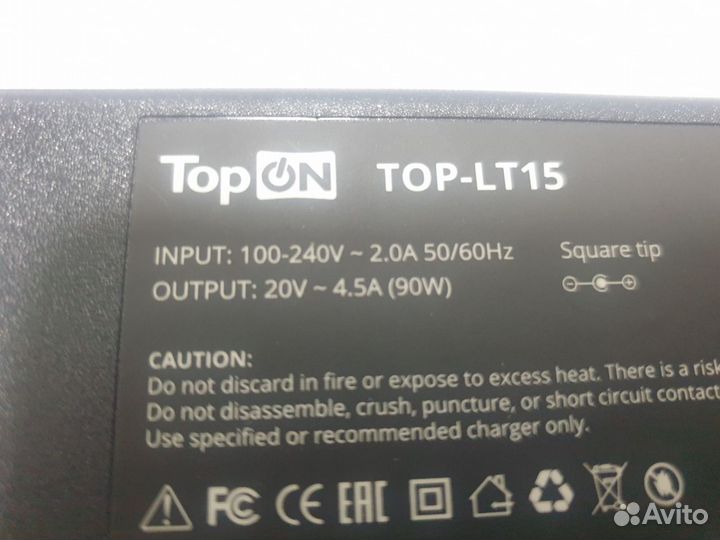 TopON TOP-LT15
INPUT: 100-240V ~ 2.0A 50/60Hz Square tip
OUTPUT: 20V ~ 4.5A (90W)
CAUTION:
Do not discard in fire or expose to excess heat. There is a risk
Do not disassemble, crush, puncture, or short circuit contact
Use specified or recommended charger only.
FC CE EAC
Avito